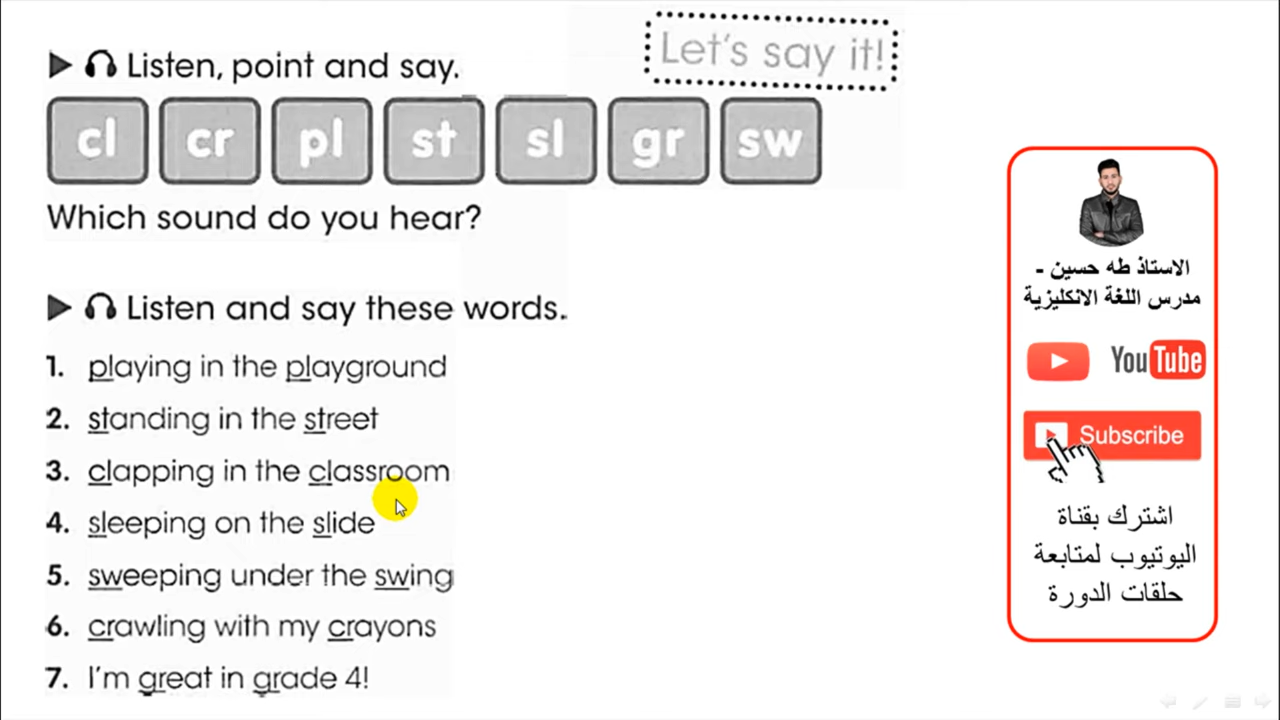 Let's say it!
Listen, point and say.
cl cr pl st sl gr sw
Which sound do you hear?
Listen and say these words.
1. playing in the playground
2. standing in the street
3. clapping in the classroom
4. sleeping on the slide
5. sweeping under the swing
6. crawling with my crayons
7. I'm great in grade 4!
الاستاذ طه حسين -
مدرس اللغة الانكليزية
YouTube
Subscribe
اشترك بقناة
اليوتيوب لمتابعة
حلقات الدورة